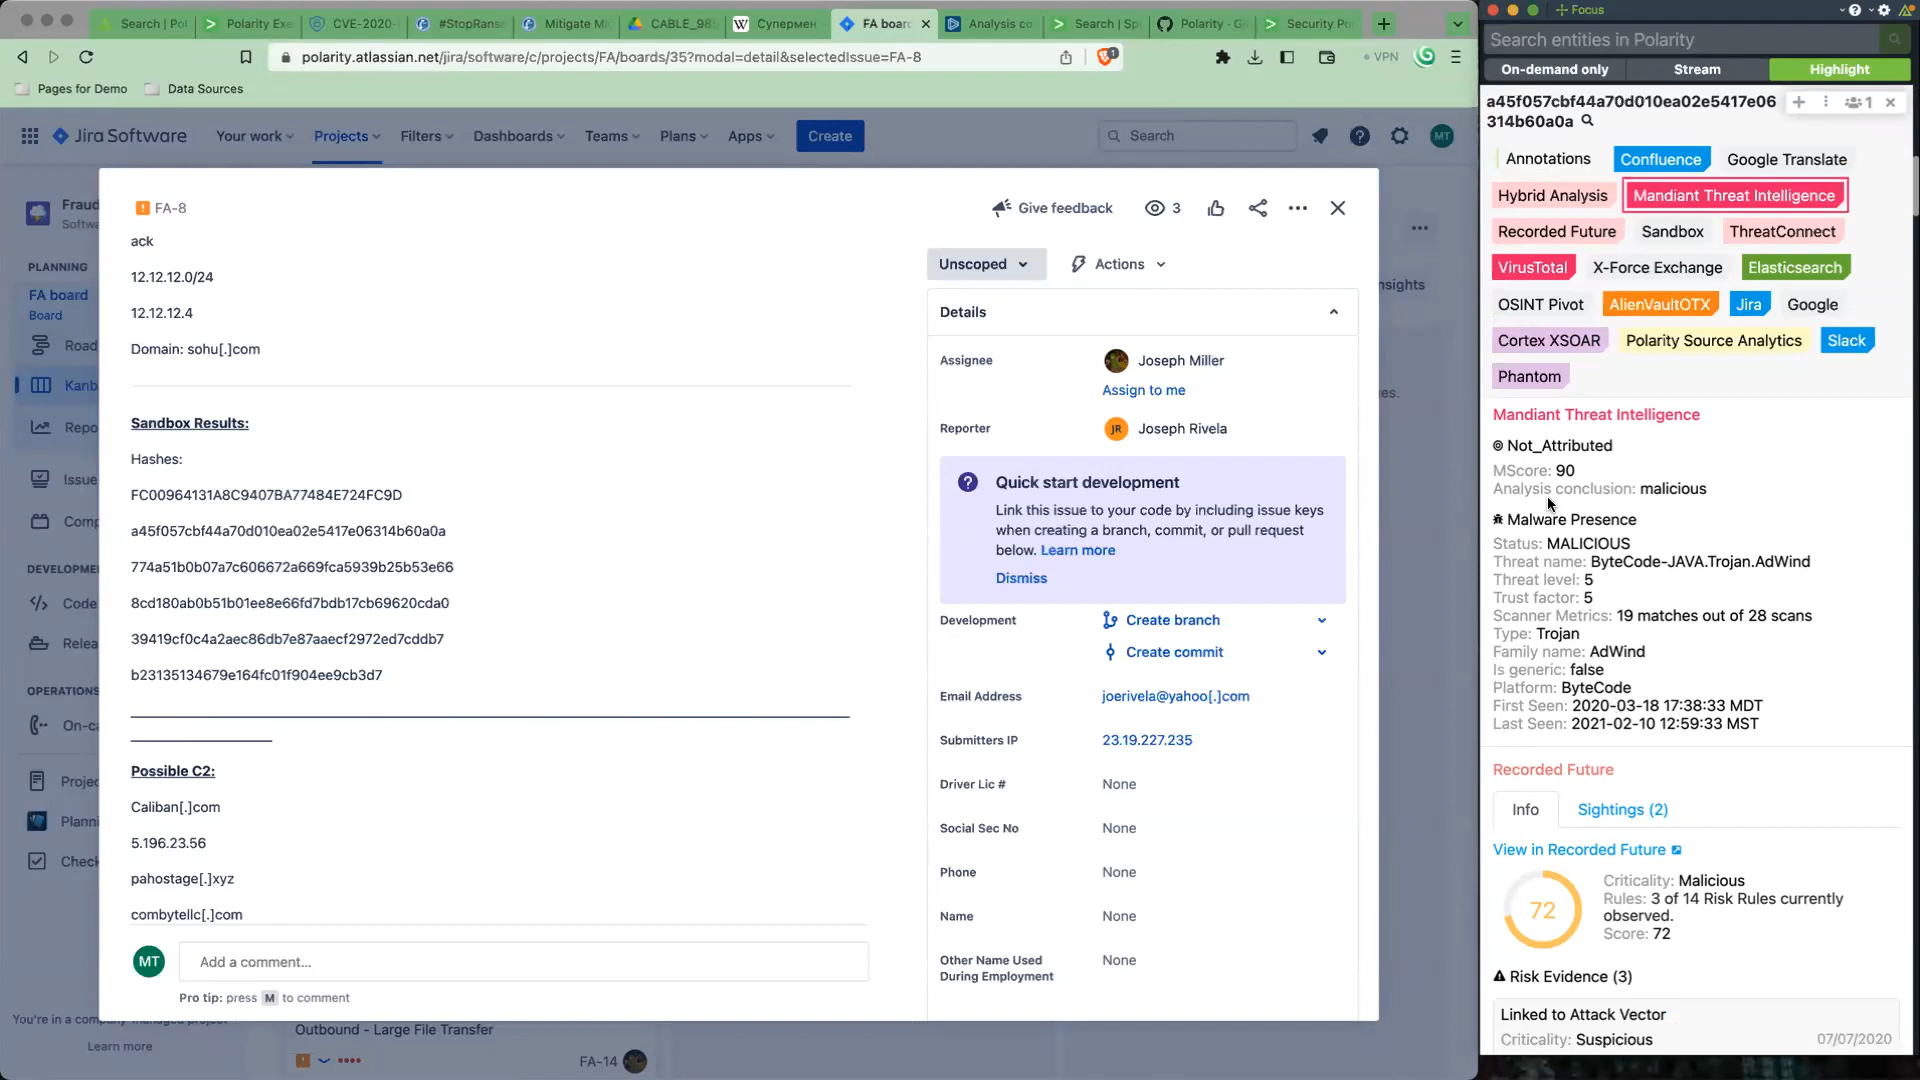 Search | Pol
Polarity Exe
CVE-2020-
#StopRanso
Mitigate Mi
CABLE_985
Супермен
FA boar
Analysis co
Search | Spl
Polarity - G
Security Po
polarity.atlassian.net/jira/software/c/projects/FA/boards/35?modal=detail&selectedIssue=FA-8
VPN
Pages for Demo
Data Sources
Jira Software
Your work
Projects
Filters
Dashboards
Teams
Plans
Apps
Create
Search
MT
Fraud
Softwa
PLANNING
FA board
Board
Road
Kanb
Repo
Issue
Comp
DEVELOPMEN
Code
Relea
OPERATIONS
On-ca
Projec
Planni
Check
You're in a company-managed project
Learn more
nsights
es.
FA-8
Give feedback
3
ack
12.12.12.0/24
12.12.12.4
Domain: sohu[.]com
Sandbox Results:
Hashes:
FC00964131A8C9407BA77484E724FC9D
a45f057cbf44a70d010ea02e5417e06314b60a0a
774a51b0b07a7c606672a669fca5939b25b53e66
8cd180ab0b51b01ee8e66fd7bdb17cb69620cda0
39419cf0c4a2aec86db7e87aaecf2972ed7cddb7
b23135134679e164fc01f904ee9cb3d7
Possible C2:
Caliban[.]com
5.196.23.56
pahostage[.]xyz
combytellc[.]com
MT
Add a comment...
Pro tip: press M to comment
Outbound - Large File Transfer
FA-14
Unscoped
Actions
Details
Assignee
Joseph Miller
Assign to me
Reporter
JR
Joseph Rivela
Quick start development
Link this issue to your code by including issue keys
when creating a branch, commit, or pull request
below. Learn more
Dismiss
Development
Create branch
Create commit
Email Address
joerivela@yahoo[.]com
Submitters IP
23.19.227.235
Driver Lic #
None
Social Sec No
None
Phone
None
Name
None
Other Name Used
During Employment
None
Focus
Search entities in Polarity
On-demand only
Stream
Highlight
a45f057cbf44a70d010ea02e5417e06
314b60a0a
1
Annotations
Confluence
Google Translate
Hybrid Analysis
Mandiant Threat Intelligence
Recorded Future
Sandbox
ThreatConnect
VirusTotal
X-Force Exchange
Elasticsearch
OSINT Pivot
AlienVaultOTX
Jira
Google
Cortex XSOAR
Polarity Source Analytics
Slack
Phantom
Mandiant Threat Intelligence
Not_Attributed
MScore: 90
Analysis conclusion: malicious
Malware Presence
Status: MALICIOUS
Threat name: ByteCode-JAVA.Trojan.AdWind
Threat level: 5
Trust factor: 5
Scanner Metrics: 19 matches out of 28 scans
Type: Trojan
Family name: AdWind
Is generic: false
Platform: ByteCode
First Seen: 2020-03-18 17:38:33 MDT
Last Seen: 2021-02-10 12:59:33 MST
Recorded Future
Info
Sightings (2)
View in Recorded Future
72
Criticality: Malicious
Rules: 3 of 14 Risk Rules currently
observed.
Score: 72
Risk Evidence (3)
Linked to Attack Vector
Criticality: Suspicious
07/07/2020